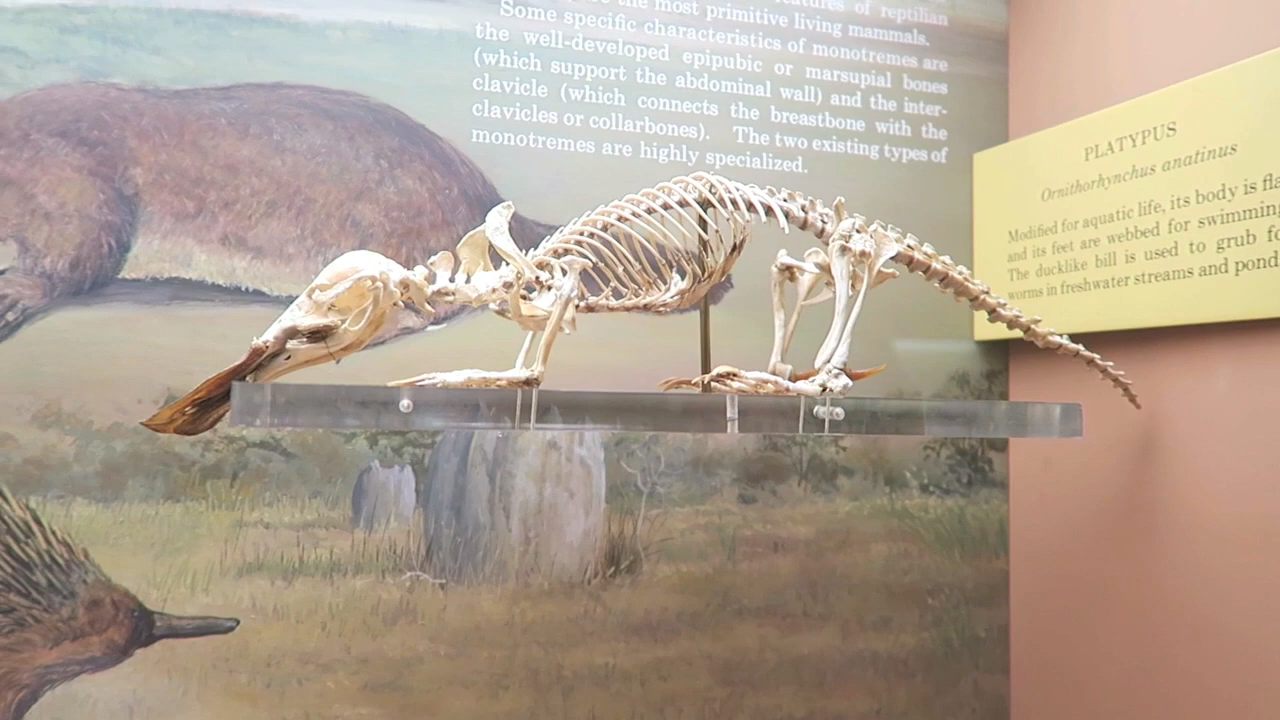 features of reptilian
the most primitive living mammals.
Some specific characteristics of monotremes are
the well-developed epipubic or marsupial bones
(which support the abdominal wall) and the inter-
clavicle (which connects the breastbone with the
clavicles or collarbones). The two existing types of
monotremes are highly specialized.
PLATYPUS
Ornithorhynchus anatinus
Modified for aquatic life, its body is
and its feet are webbed for swimming
The ducklike bill is used to grub
worms in freshwater streams and